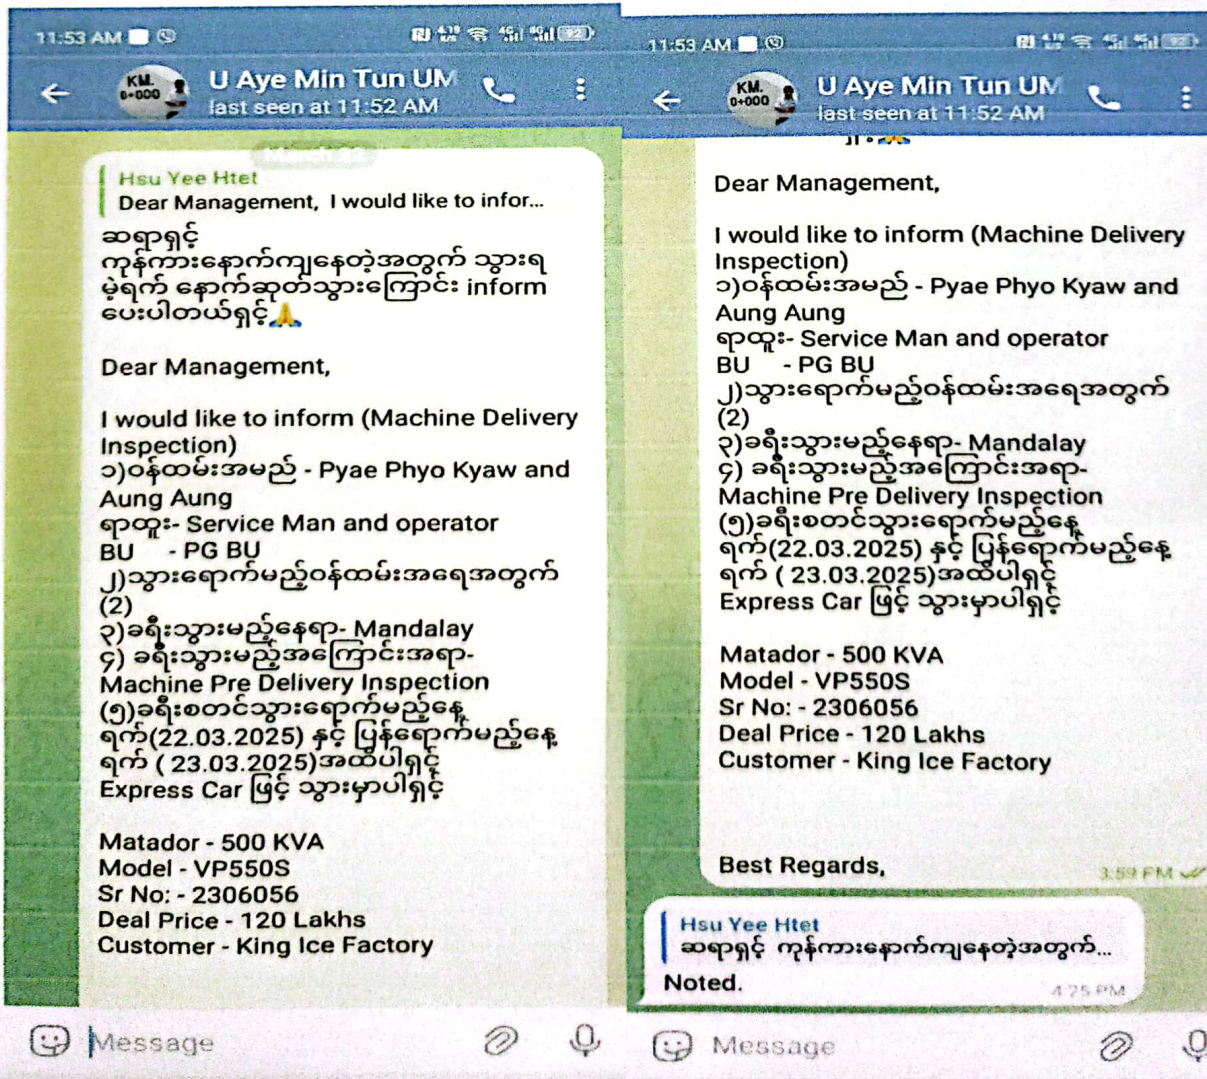 11:53 AM
4.19 K/s 4G 4G 92
KM.
0+000
U Aye Min Tun UM
last seen at 11:52 AM
March 22
Hsu Yee Htet
Dear Management, I would like to infor...
ဆရာရှင့်
ကုန်ကားနောက်ကျနေတဲ့အတွက် သွားရ
မဲ့ရက် နောက်ဆုတ်သွားကြောင်း inform
ပေးပါတယ်ရှင့်🙏
Dear Management,
I would like to inform (Machine Delivery
Inspection)
၁)ဝန်ထမ်းအမည် - Pyae Phyo Kyaw and
Aung Aung
ရာထူး- Service Man and operator
BU - PG BU
၂)သွားရောက်မည့်ဝန်ထမ်းအရေအတွက်
(2)
၃)ခရီးသွားမည့်နေရာ- Mandalay
၄) ခရီးသွားမည့်အကြောင်းအရာ-
Machine Pre Delivery Inspection
(၅)ခရီးစတင်သွားရောက်မည့်နေ့
ရက်(22.03.2025) နှင့် ပြန်ရောက်မည့်နေ့
ရက် ( 23.03.2025)အထိပါရှင့်
Express Car ဖြင့် သွားမှာပါရှင့်
Matador - 500 KVA
Model - VP550S
Sr No: - 2306056
Deal Price - 120 Lakhs
Customer - King Ice Factory
Message
11:53 AM
4.19 K/s 4G 4G 92
KM.
0+000
U Aye Min Tun UM
last seen at 11:52 AM
Dear Management,
I would like to inform (Machine Delivery
Inspection)
၁)ဝန်ထမ်းအမည် - Pyae Phyo Kyaw and
Aung Aung
ရာထူး- Service Man and operator
BU - PG BU
၂)သွားရောက်မည့်ဝန်ထမ်းအရေအတွက်
(2)
၃)ခရီးသွားမည့်နေရာ- Mandalay
၄) ခရီးသွားမည့်အကြောင်းအရာ-
Machine Pre Delivery Inspection
(၅)ခရီးစတင်သွားရောက်မည့်နေ့
ရက်(22.03.2025) နှင့် ပြန်ရောက်မည့်နေ့
ရက် ( 23.03.2025)အထိပါရှင့်
Express Car ဖြင့် သွားမှာပါရှင့်
Matador - 500 KVA
Model - VP550S
Sr No: - 2306056
Deal Price - 120 Lakhs
Customer - King Ice Factory
Best Regards,
3:59 PM
Hsu Yee Htet
ဆရာရှင့် ကုန်ကားနောက်ကျနေတဲ့အတွက်...
Noted.
4:25 PM
Message